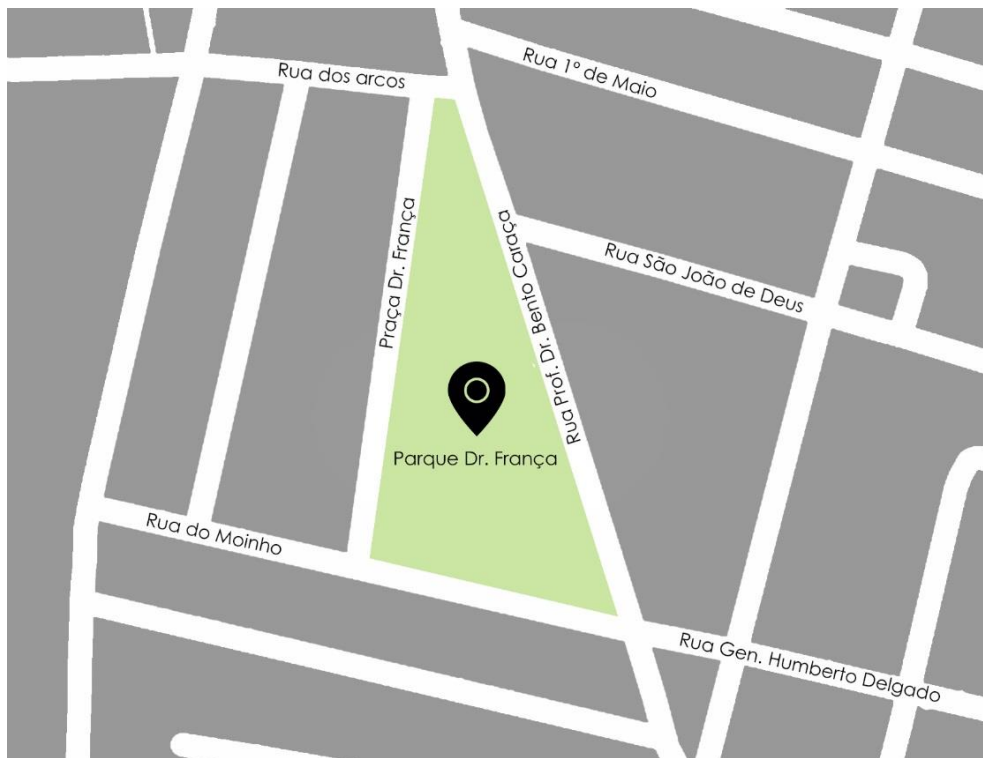 Rua 1º de Maio
Rua dos arcos
Praça Dr. França
Rua Prof. Dr. Bento Caraça
Rua São João de Deus
Parque Dr. França
Rua do Moinho
Rua Gen. Humberto Delgado